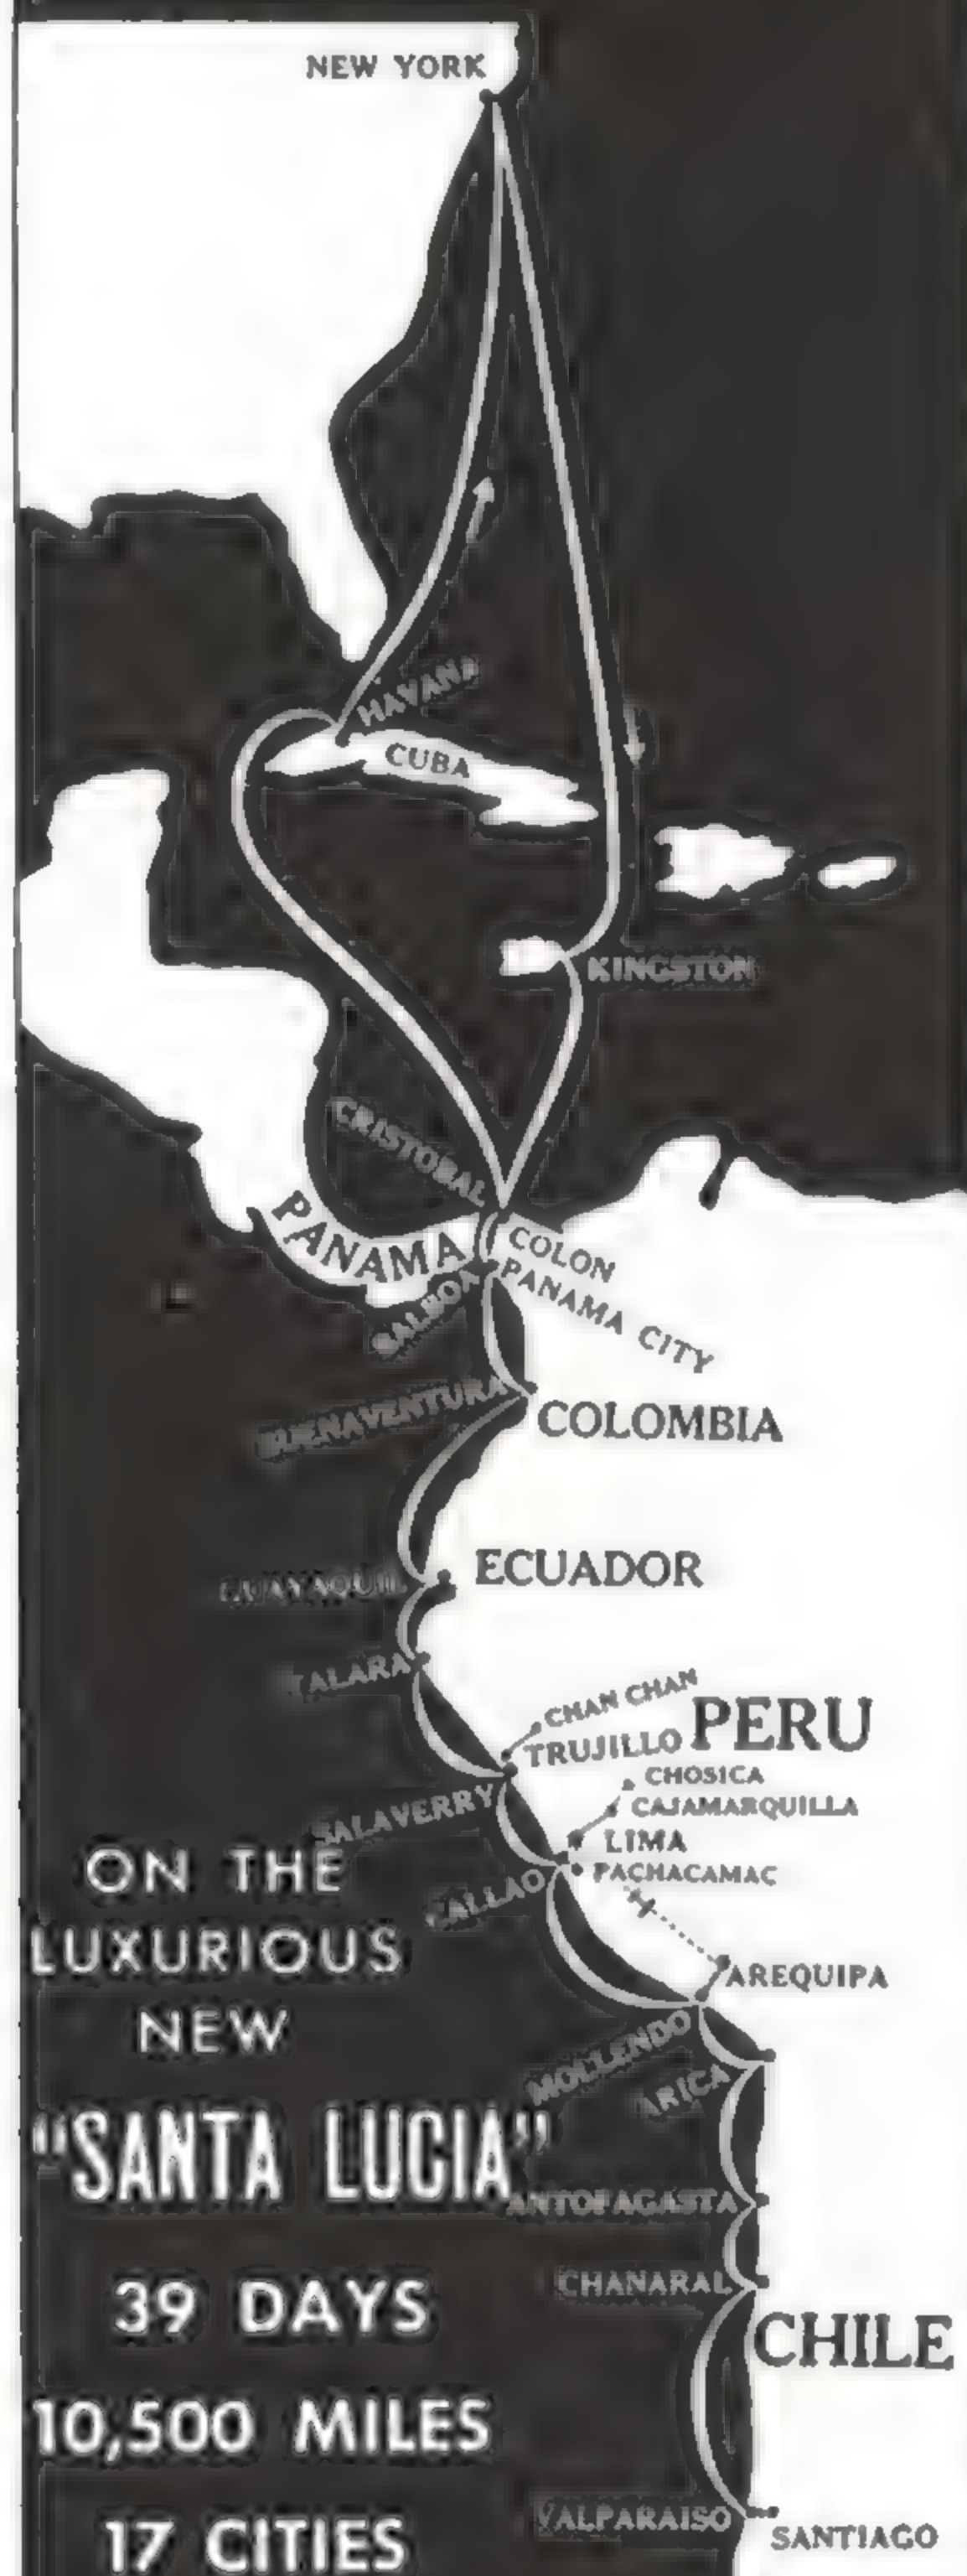 NEW YORK
HAVANA
CUBA
KINGSTON
CRISTOBAL
PANAMA
COLON
BALBOA
PANAMA CITY
BUENAVENTURA
COLOMBIA
GUAYAQUIL
ECUADOR
TALARA
CHAN CHAN
PERU
TRUJILLO
CHOSICA
CAJAMARQUILLA
SALAVERRY
LIMA
PACHACAMAC
CALLAO
AREQUIPA
MOLLENDO
ARICA
ANTOFAGASTA
CHANARAL
CHILE
VALPARAISO
SANTIAGO
ON THE
LUXURIOUS
NEW
"SANTA LUCIA"
39 DAYS
10,500 MILES
17 CITIES